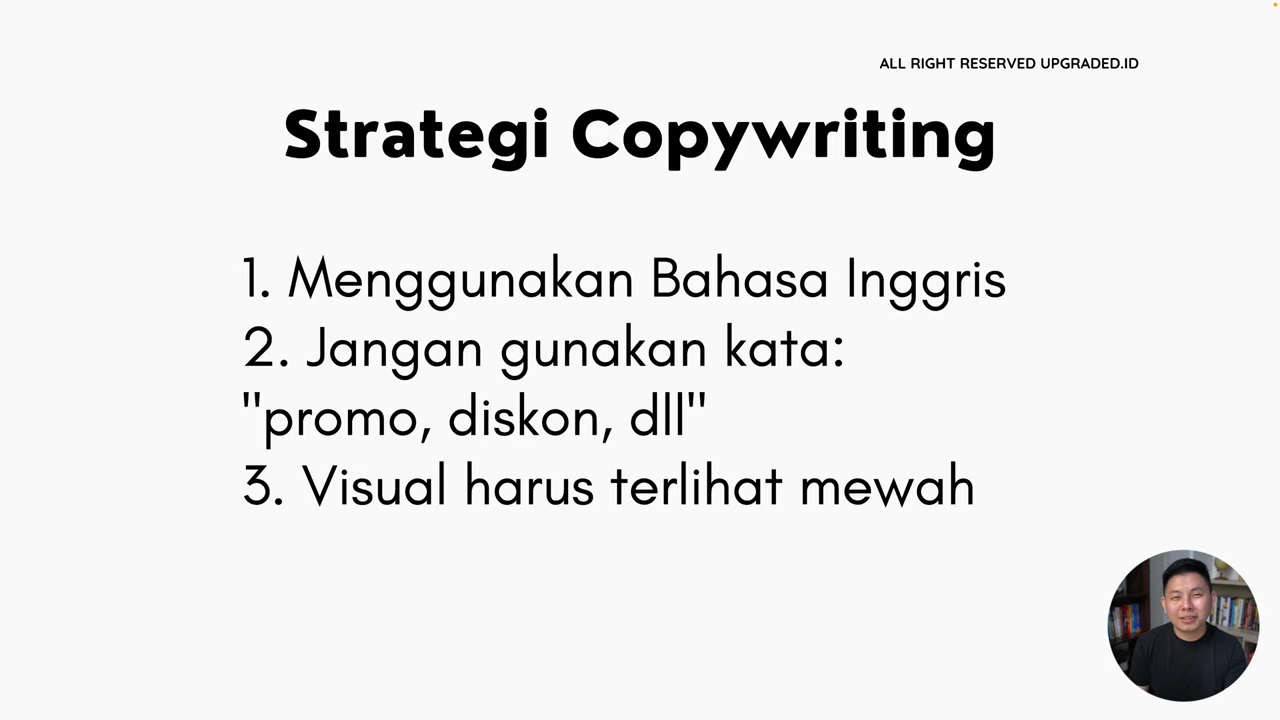 ALL RIGHT RESERVED UPGRADED.ID
Strategi Copywriting
1. Menggunakan Bahasa Inggris
2. Jangan gunakan kata:
"promo, diskon, dll"
3. Visual harus terlihat mewah